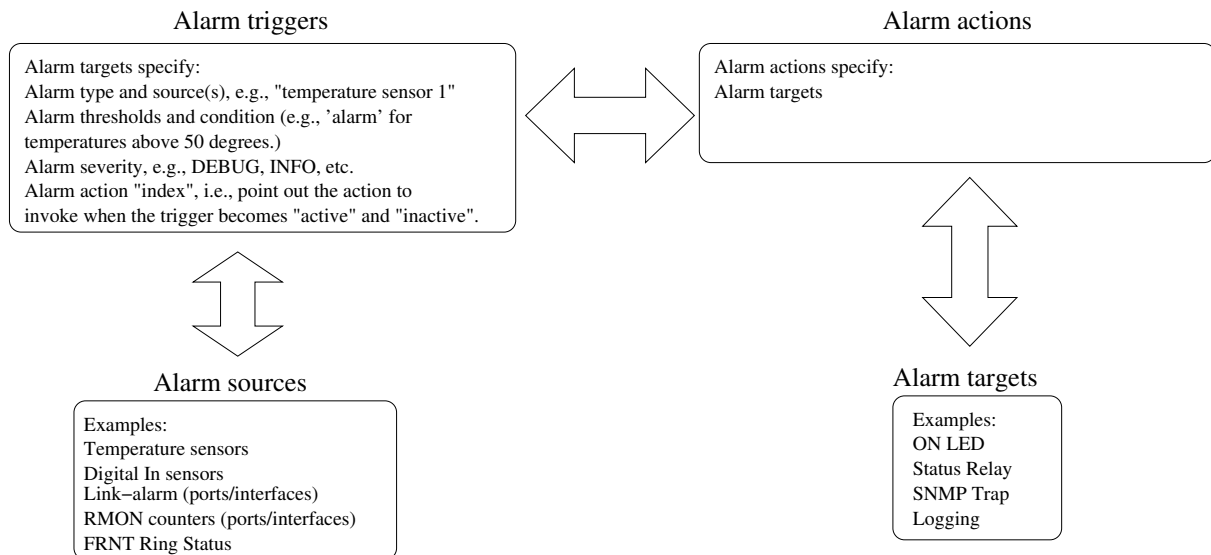 Alarm triggers
Alarm targets specify:
Alarm type and source(s), e.g., "temperature sensor 1"
Alarm thresholds and condition (e.g., ’alarm’ for
temperatures above 50 degrees.)
Alarm severity, e.g., DEBUG, INFO, etc.
Alarm action "index", i.e., point out the action to
invoke when the trigger becomes "active" and "inactive".
Alarm actions
Alarm actions specify:
Alarm targets
Alarm sources
Examples:
Temperature sensors
Digital In sensors
Link−alarm (ports/interfaces)
RMON counters (ports/interfaces)
FRNT Ring Status
Alarm targets
Examples:
ON LED
Status Relay
SNMP Trap
Logging